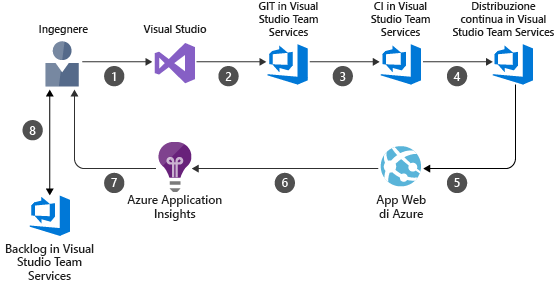 Ingegnere
Visual Studio
GIT in Visual
Studio Team
Services
CI in Visual
Studio Team
Services
Distribuzione
continua in Visual
Studio Team Services
1
2
3
4
8
7
6
5
Azure Application
Insights
App Web
di Azure
Backlog in Visual
Studio Team
Services